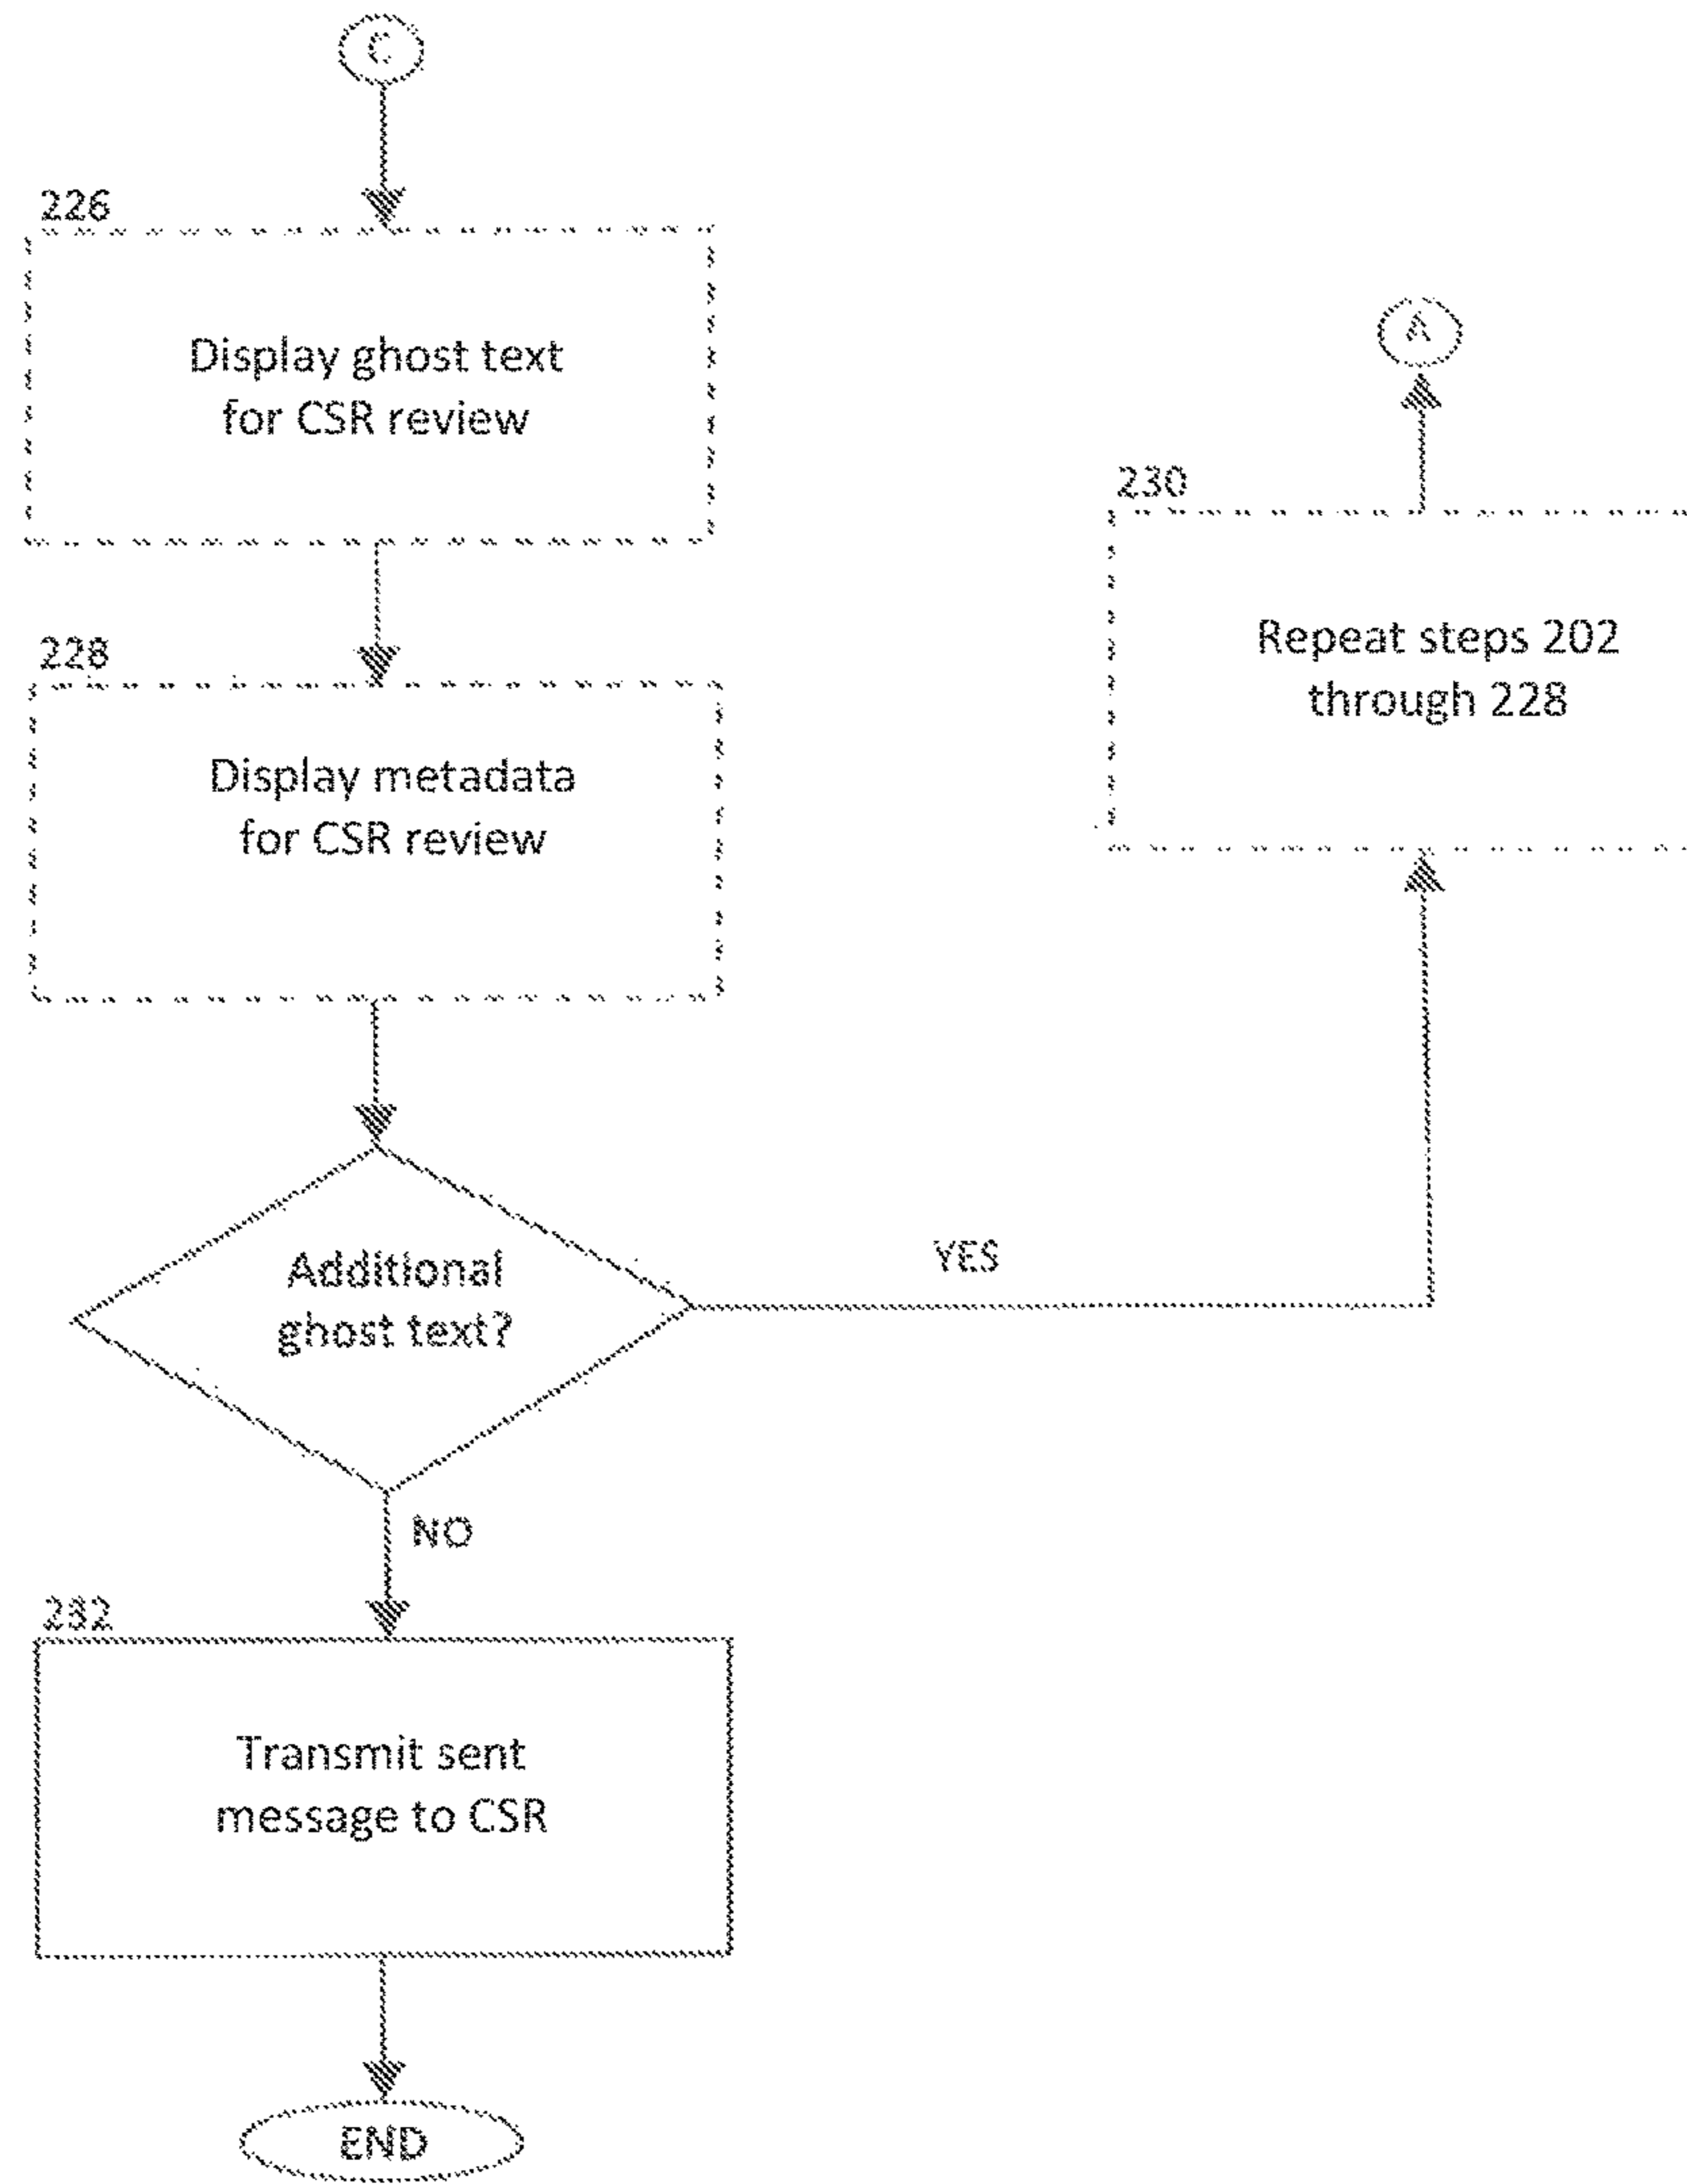 C
226
Display ghost text
for CSR review
A
230
Repeat steps 202
through 228
228
Display metadata
for CSR review
Additional
ghost text?
YES
NO
232
Transmit sent
message to CSR
END